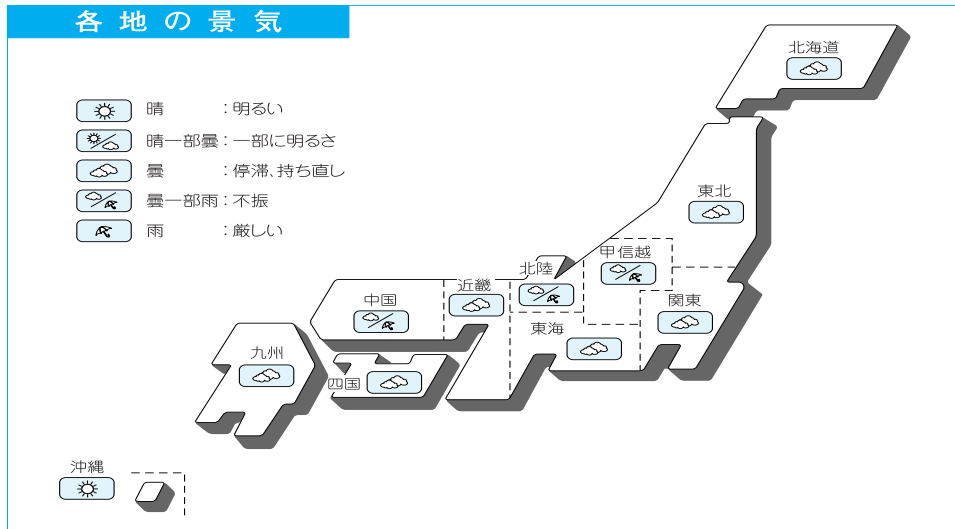 各地の景気
晴：明るい
晴一部曇：一部に明るさ
曇：停滞、持ち直し
曇一部雨：不振
雨：厳しい
北海道
東北
甲信越
北陸
近畿
中国
関東
東海
九州
四国
沖縄